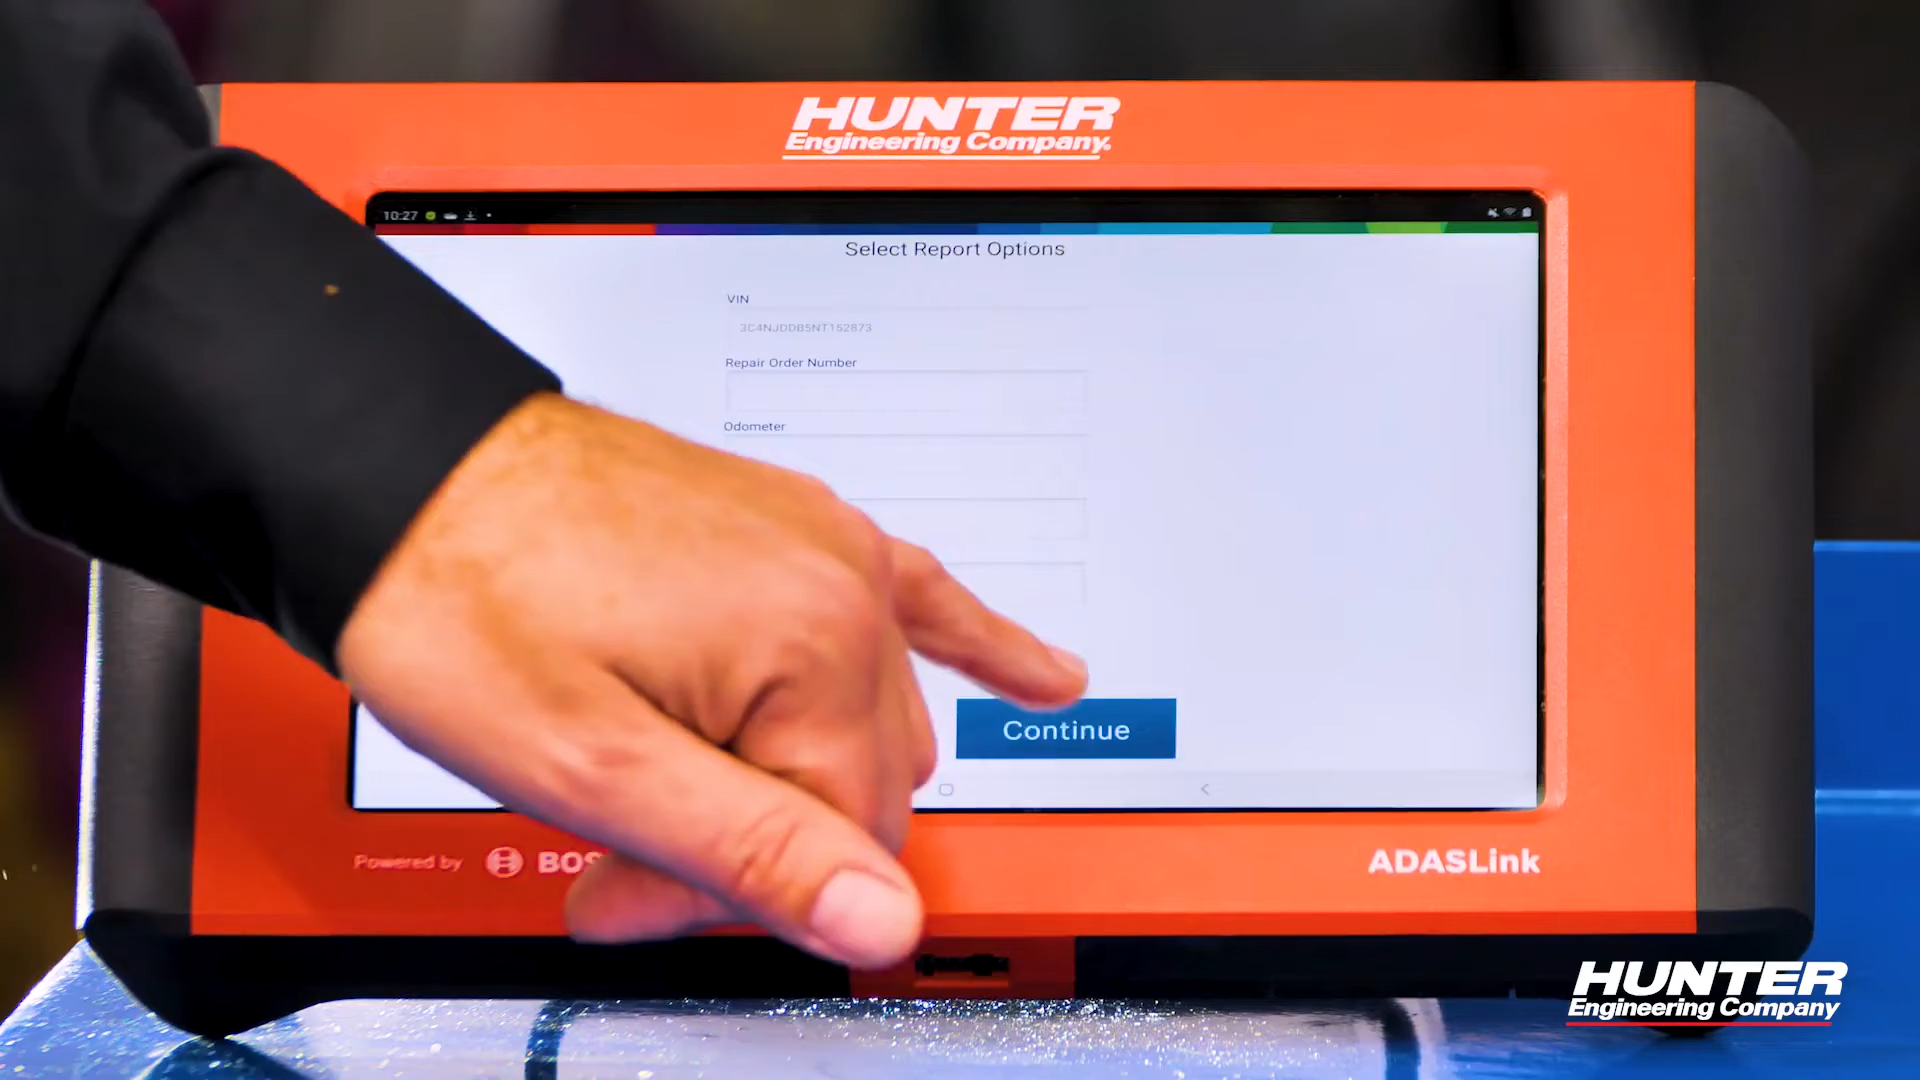 HUNTER
Engineering Company.
10:27
Select Report Options
VIN
3C4NJDDB5NT152873
Repair Order Number
Odometer
Continue
Powered by
BOS
ADASLink
HUNTER
Engineering Company